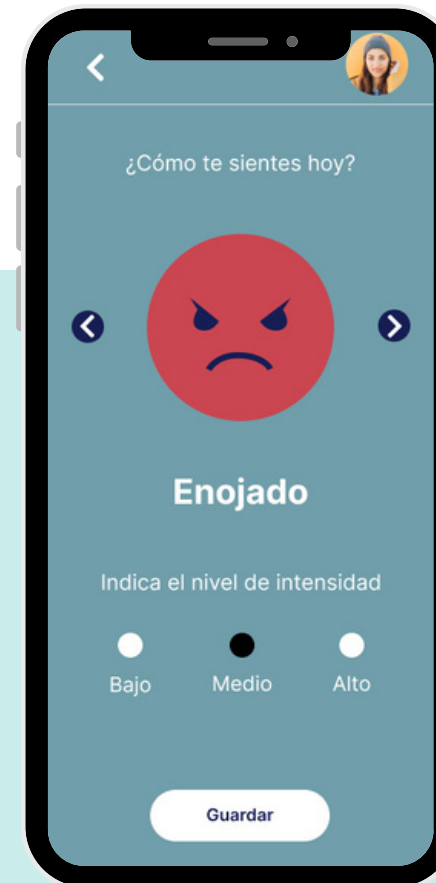 ¿Cómo te sientes hoy?
Enojado
Indica el nivel de intensidad
Bajo Medio Alto
Guardar